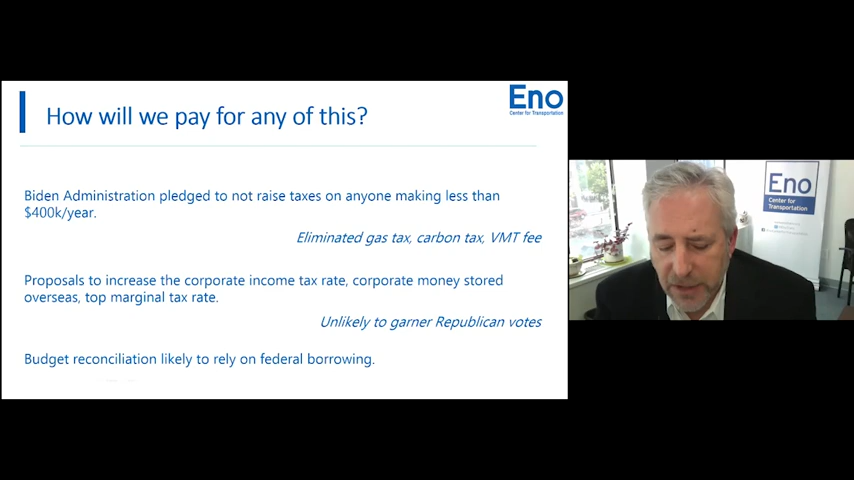 Eno
Center for Transportation
How will we pay for any of this?
Biden Administration pledged to not raise taxes on anyone making less than
$400k/year.
Eliminated gas tax, carbon tax, VMT fee
Proposals to increase the corporate income tax rate, corporate money stored
overseas, top marginal tax rate.
Unlikely to garner Republican votes
Budget reconciliation likely to rely on federal borrowing.
Eno
Center for
Transportation